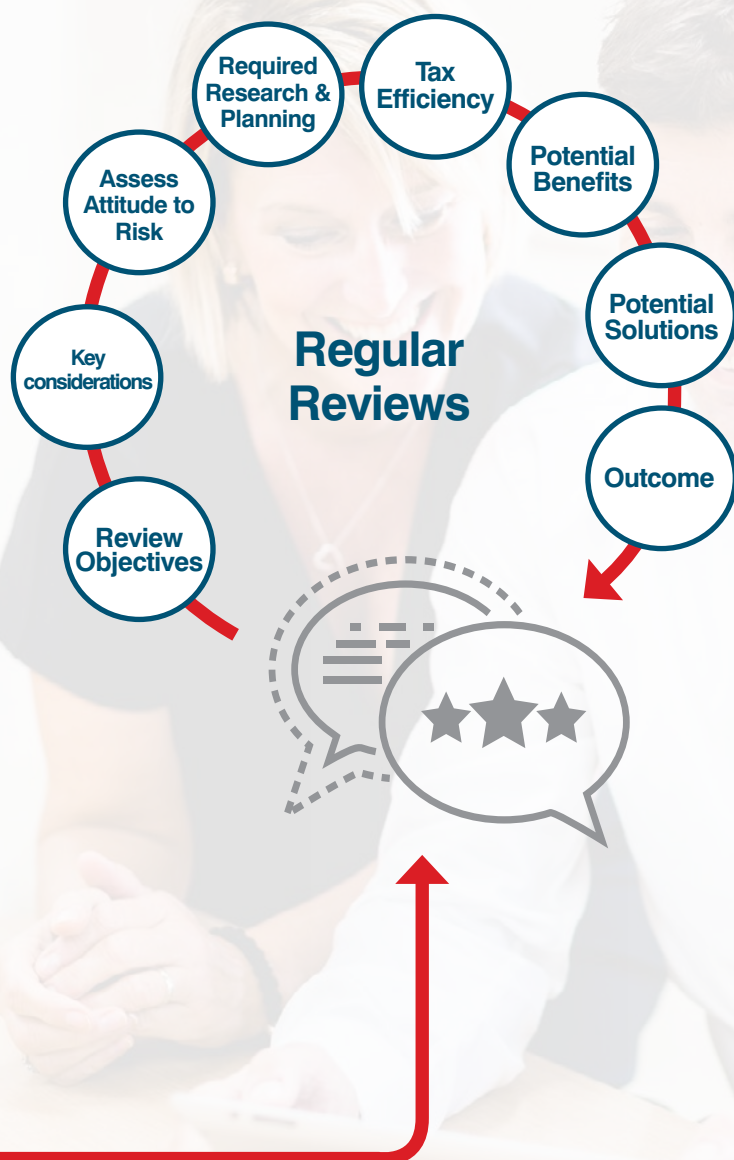 Required
Research &
Planning
Tax
Efficiency
Potential
Benefits
Assess
Attitude to
Risk
Potential
Solutions
Regular
Reviews
Key
considerations
Outcome
Review
Objectives